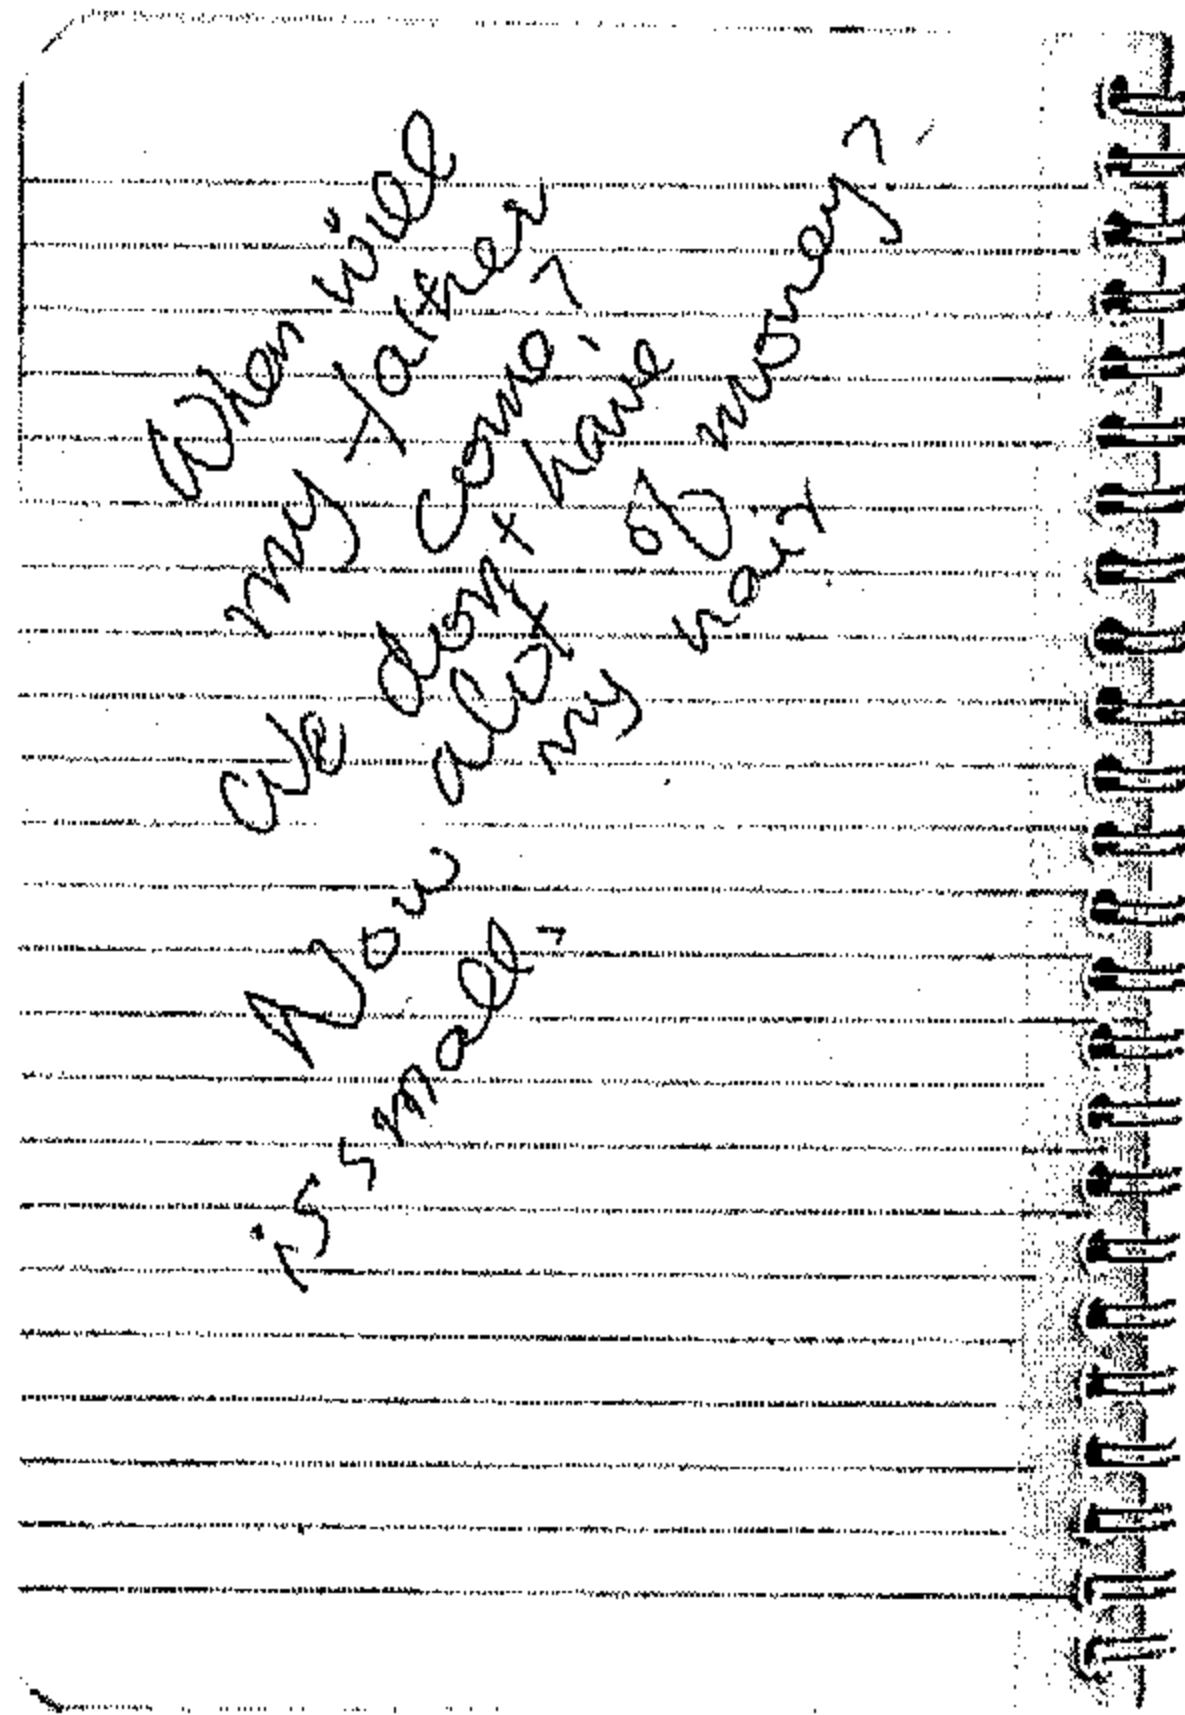 When will
my father
come?
We don't have
alot of money?
Now my hair
is small,